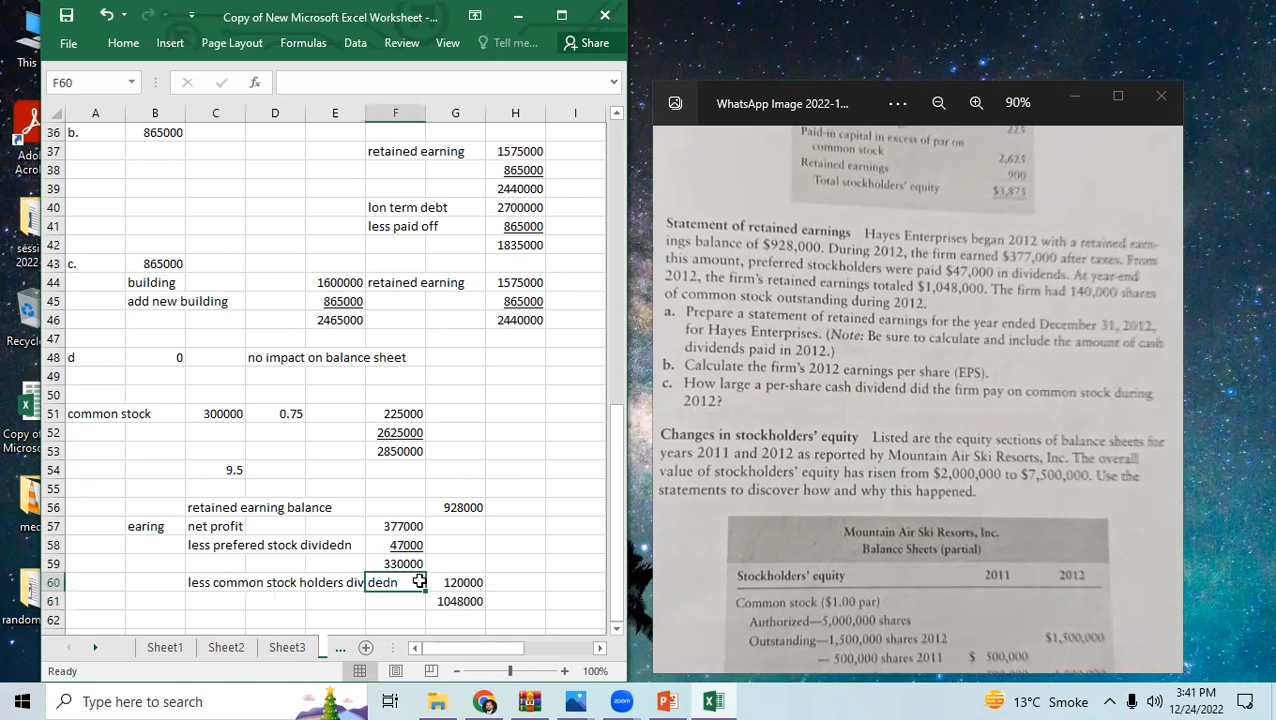 Copy of New Microsoft Excel Worksheet -...
File Home Insert Page Layout Formulas Data Review View Tell me... Share
F60
A B C D E F G H I
36 b. 865000
37 retained earning 1575000
38 865000
39 2440000
40 lon term debt 2700000
41 less paid off 865000
42 1835000
43 c. 865000
44 building 1600000 retained earning 1575000
45 add new building 865000 865000
46 2465000 2440000
47
48 d 0 no impact on balance sheet
49
50
51 common stock 300000 0.75 225000
52 2625000
53 2850000
54 9.5
55
56 retained earning balance 928000
57 earing net profit 377000
58 less prefered stock dividedn 47000
59 330000
60 less common stock holders dividedn 120000
61 1048000
62
Sheet1 Sheet2 Sheet3 ...
Ready 100%
This
Adob
Acro
sessi
2022-
Recycl
Copy of
Micros
med
random
WhatsApp Image 2022-1... 90%
225
Paid-in capital in excess of par on
common stock 2,625
Retained earnings 900
Total stockholders' equity $3,875
Statement of retained earnings Hayes Enterprises began 2012 with a retained earn-
ings balance of $928,000. During 2012, the firm earned $377,000 after taxes. From
this amount, preferred stockholders were paid $47,000 in dividends. At year-end
2012, the firm's retained earnings totaled $1,048,000. The firm had 140,000 shares
of common stock outstanding during 2012.
a. Prepare a statement of retained earnings for the year ended December 31, 2012,
for Hayes Enterprises. (Note: Be sure to calculate and include the amount of cash
dividends paid in 2012.)
b. Calculate the firm's 2012 earnings per share (EPS).
c. How large a per-share cash dividend did the firm pay on common stock during
2012?
Changes in stockholders' equity Listed are the equity sections of balance sheets for
years 2011 and 2012 as reported by Mountain Air Ski Resorts, Inc. The overall
value of stockholders' equity has risen from $2,000,000 to $7,500,000. Use the
statements to discover how and why this happened.
Mountain Air Ski Resorts, Inc.
Balance Sheets (partial)
Stockholders' equity 2011 2012
Common stock ($1.00 par)
Authorized—5,000,000 shares
Outstanding—1,500,000 shares 2012 $1,500,000
— 500,000 shares 2011 $ 500,000
Type here to search
zoom
13°C Smoke
3:41 PM
12/24/2022